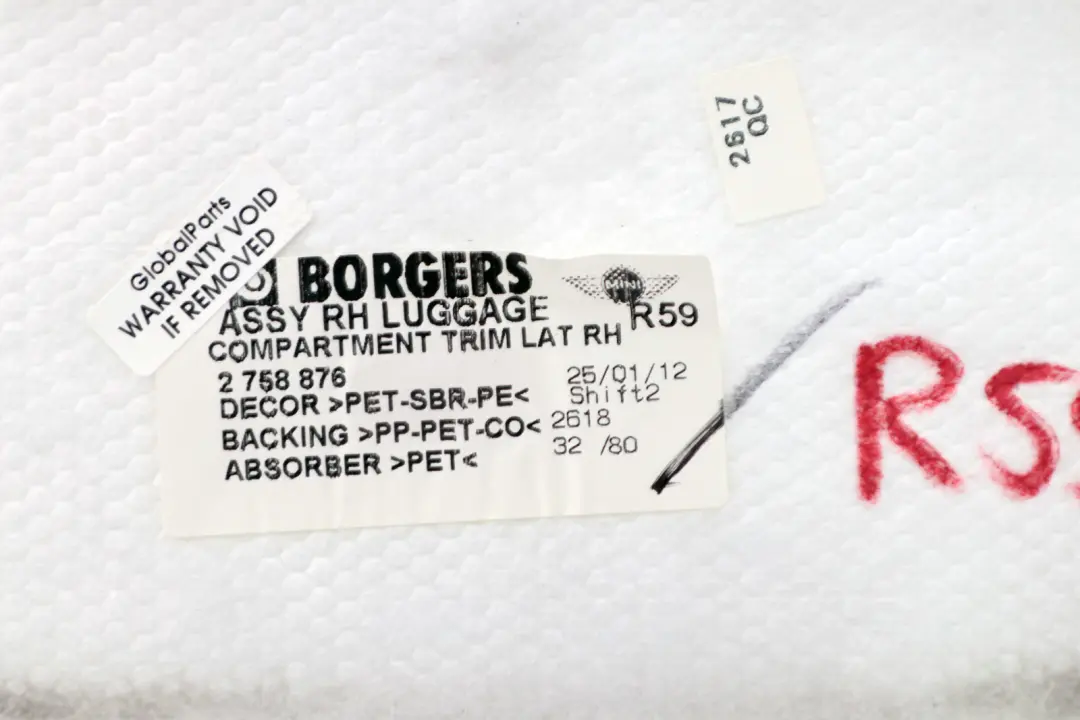 2617
QC
GlobalParts
WARRANTY VOID
IF REMOVED
BORGERS
MINI
ASSY RH LUGGAGE
R59
COMPARTMENT TRIM LAT RH
2 758 876
25/01/12
DECOR >PET-SBR-PE<
Shift2
BACKING >PP-PET-CO<
2618
ABSORBER >PET<
32 /80